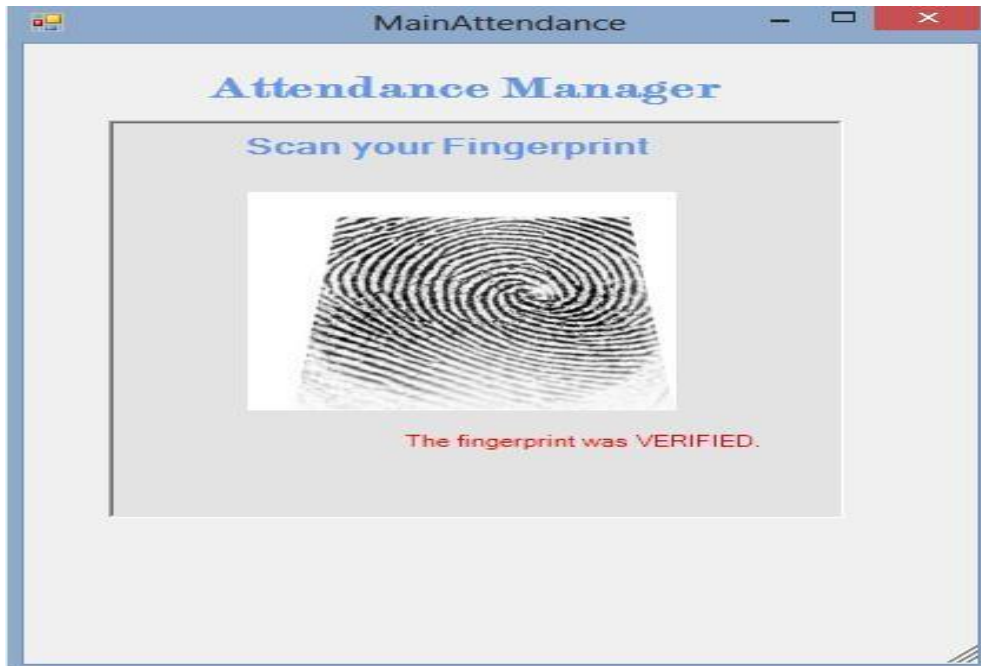 MainAttendance
Attendance Manager
Scan your Fingerprint
The fingerprint was VERIFIED.